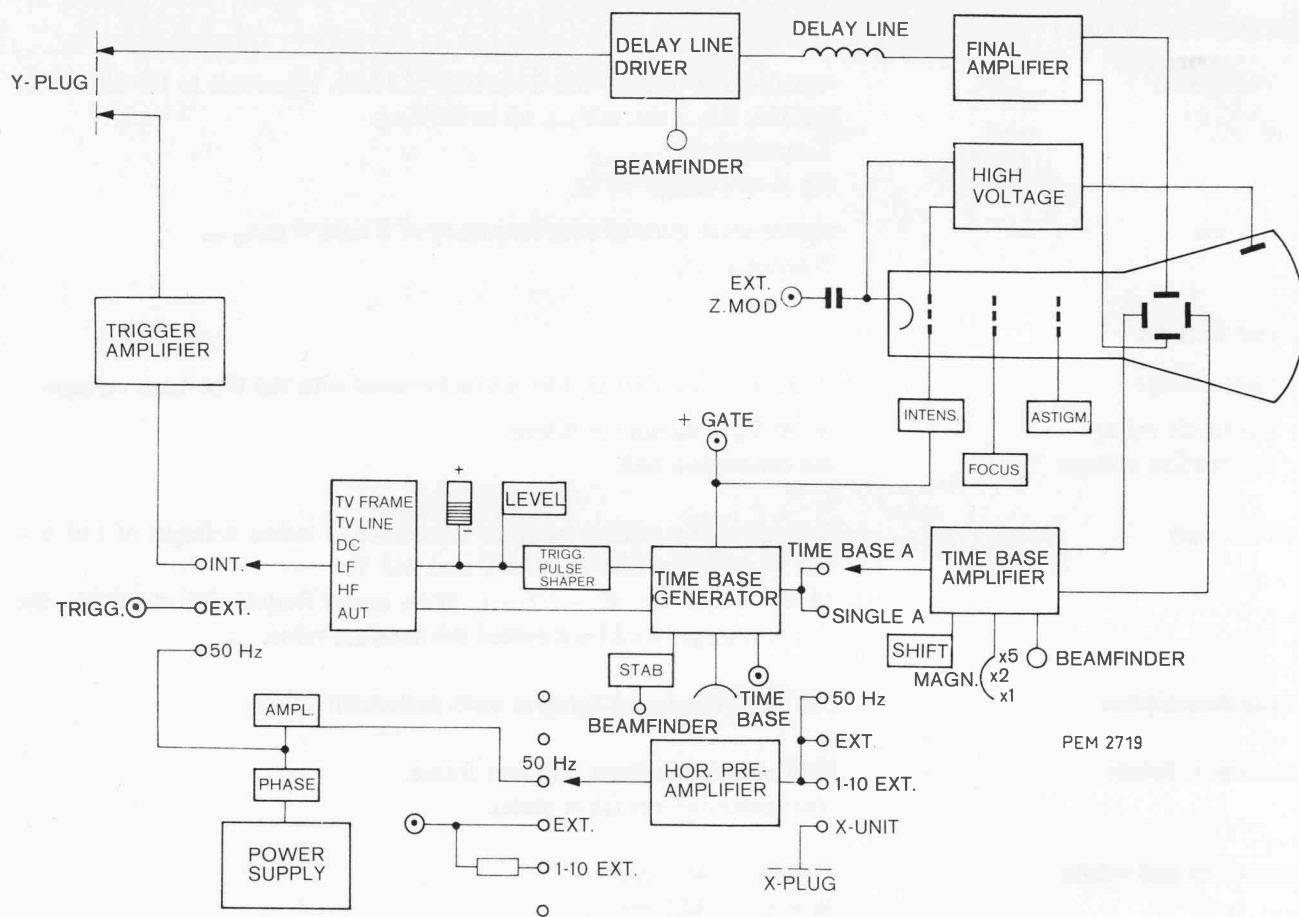 Y-PLUG
DELAY LINE
DRIVER
DELAY LINE
FINAL
AMPLIFIER
BEAMFINDER
HIGH
VOLTAGE
EXT.
Z.MOD
TRIGGER
AMPLIFIER
+ GATE
INTENS.
ASTIGM.
FOCUS
TV FRAME
TV LINE
DC
LF
HF
AUT
+
-
LEVEL
TRIGG.
PULSE
SHAPER
INT.
TRIGG.
EXT.
50 Hz
TIME BASE
GENERATOR
TIME BASE A
SINGLE A
TIME BASE
AMPLIFIER
SHIFT
MAGN.
x5
x2
x1
BEAMFINDER
STAB
BEAMFINDER
TIME
BASE
AMPL.
PHASE
POWER
SUPPLY
50 Hz
EXT.
1-10 EXT.
HOR. PRE-
AMPLIFIER
50 Hz
EXT.
1-10 EXT.
X-UNIT
X-PLUG
PEM 2719